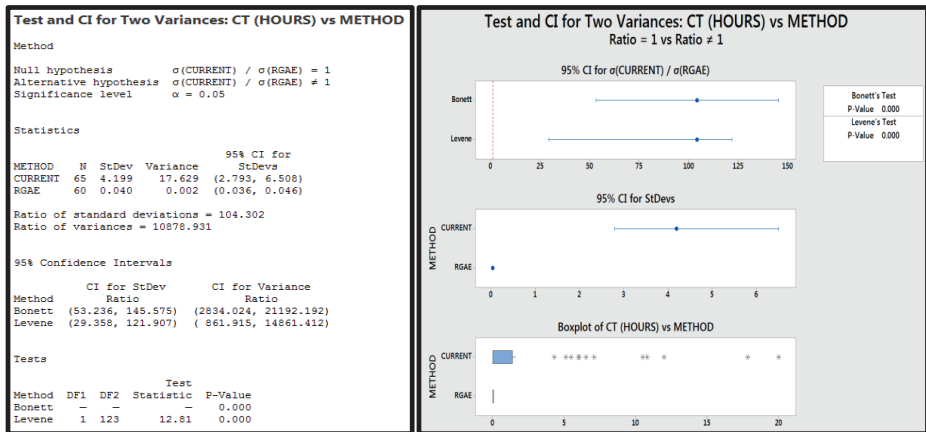 Test and CI for Two Variances: CT (HOURS) vs METHOD
Method
Null hypothesis σ(CURRENT) / σ(RGAE) = 1
Alternative hypothesis σ(CURRENT) / σ(RGAE) ≠ 1
Significance level α = 0.05
Statistics
95% CI for
METHOD N StDev Variance StDevs
CURRENT 65 4.199 17.629 (2.793, 6.508)
RGAE 60 0.040 0.002 (0.036, 0.046)
Ratio of standard deviations = 104.302
Ratio of variances = 10878.931
95% Confidence Intervals
CI for StDev CI for Variance
Method Ratio Ratio
Bonett (53.236, 145.575) (2834.024, 21192.192)
Levene (29.358, 121.907) ( 861.915, 14861.412)
Tests
Test
Method DF1 DF2 Statistic P-Value
Bonett — — — 0.000
Levene 1 123 12.81 0.000
Test and CI for Two Variances: CT (HOURS) vs METHOD
Ratio = 1 vs Ratio ≠ 1
95% CI for σ(CURRENT) / σ(RGAE)
Bonett
Levene
0 25 50 75 100 125 150
Bonett's Test
P-Value 0.000
Levene's Test
P-Value 0.000
95% CI for StDevs
METHOD
CURRENT
RGAE
0 1 2 3 4 5 6
Boxplot of CT (HOURS) vs METHOD
METHOD
CURRENT
RGAE
0 5 10 15 20